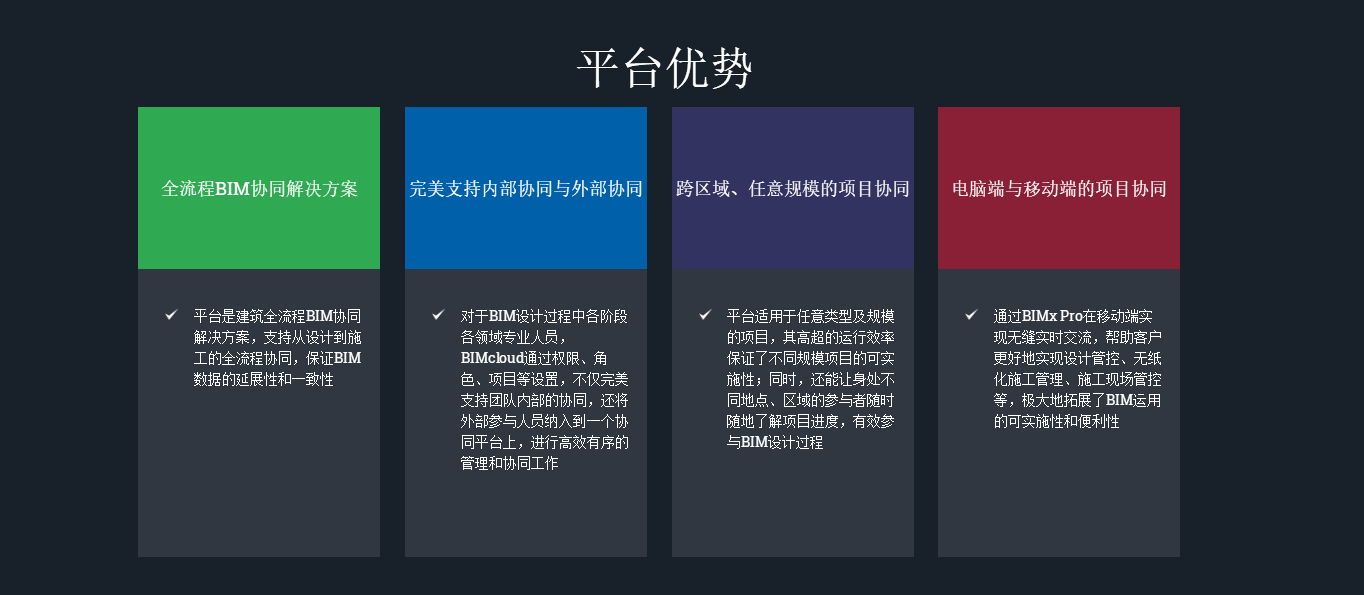 平台优势
全流程BIM协同解决方案
完美支持内部协同与外部协同
跨区域、任意规模的项目协同
电脑端与移动端的项目协同
平台是建筑全流程BIM协同
解决方案，支持从设计到施
工的全流程协同，保证BIM
数据的延展性和一致性
对于BIM设计过程中各阶段
各领域专业人员，
BIMcloud通过权限、角
色、项目等设置，不仅完美
支持团队内部的协同，还将
外部参与人员纳入到一个协
同平台上，进行高效有序的
管理和协同工作
平台适用于任意类型及规模
的项目，其高超的运行效率
保证了不同规模项目的可实
施性；同时，还能让身处不
同地点、区域的参与者随时
随地了解项目进度，有效参
与BIM设计过程
通过BIMx Pro在移动端实
现无缝实时交流，帮助客户
更好地实现设计管控、无纸
化施工管理、施工现场管控
等，极大地拓展了BIM运用
的可实施性和便利性